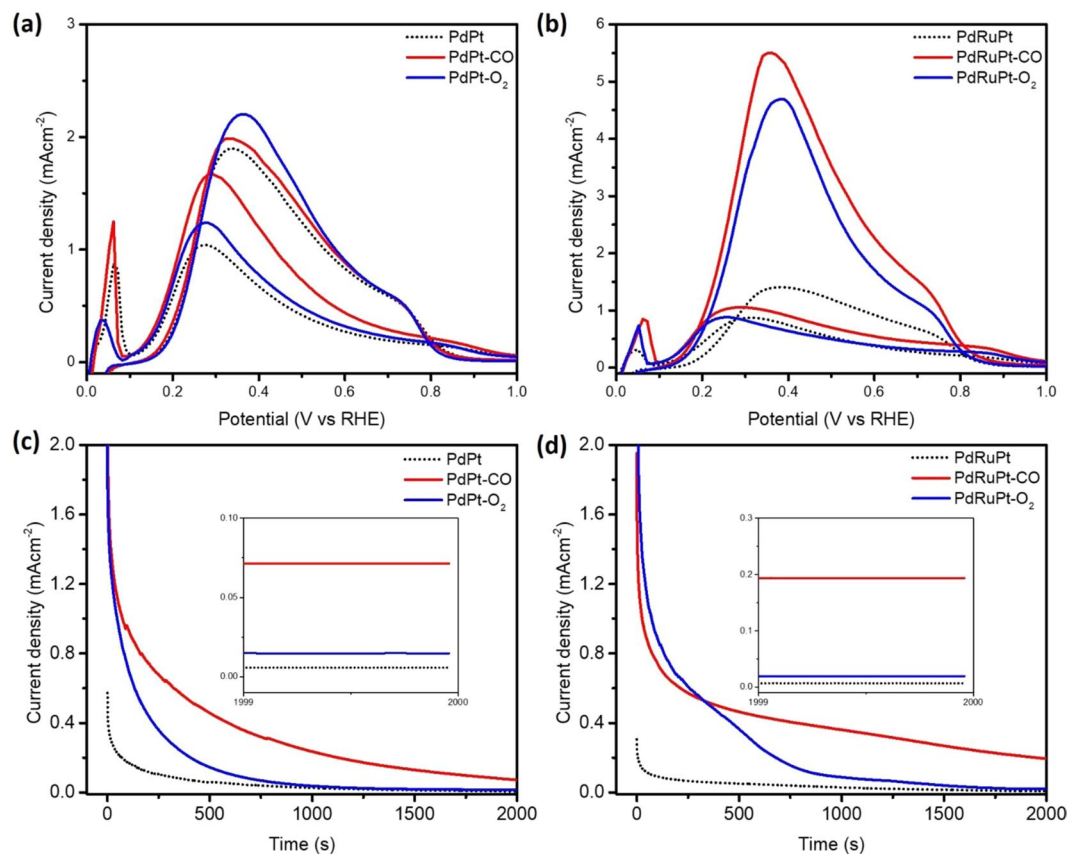 (a)
PdPt
PdPt-CO
PdPt-O₂
3
2
1
0
Current density (mAcm⁻²)
0.0 0.2 0.4 0.6 0.8 1.0
Potential (V vs RHE)
(b)
PdRuPt
PdRuPt-CO
PdRuPt-O₂
6
5
4
3
2
1
0
Current density (mAcm⁻²)
0.0 0.2 0.4 0.6 0.8 1.0
Potential (V vs RHE)
(c)
PdPt
PdPt-CO
PdPt-O₂
2.0
1.6
1.2
0.8
0.4
0.0
Current density (mAcm⁻²)
0.10
0.05
0.00
1999 2000
0 500 1000 1500 2000
Time (s)
(d)
PdRuPt
PdRuPt-CO
PdRuPt-O₂
2.0
1.6
1.2
0.8
0.4
0.0
Current density (mAcm⁻²)
0.3
0.2
0.1
0.0
1999 2000
0 500 1000 1500 2000
Time (s)